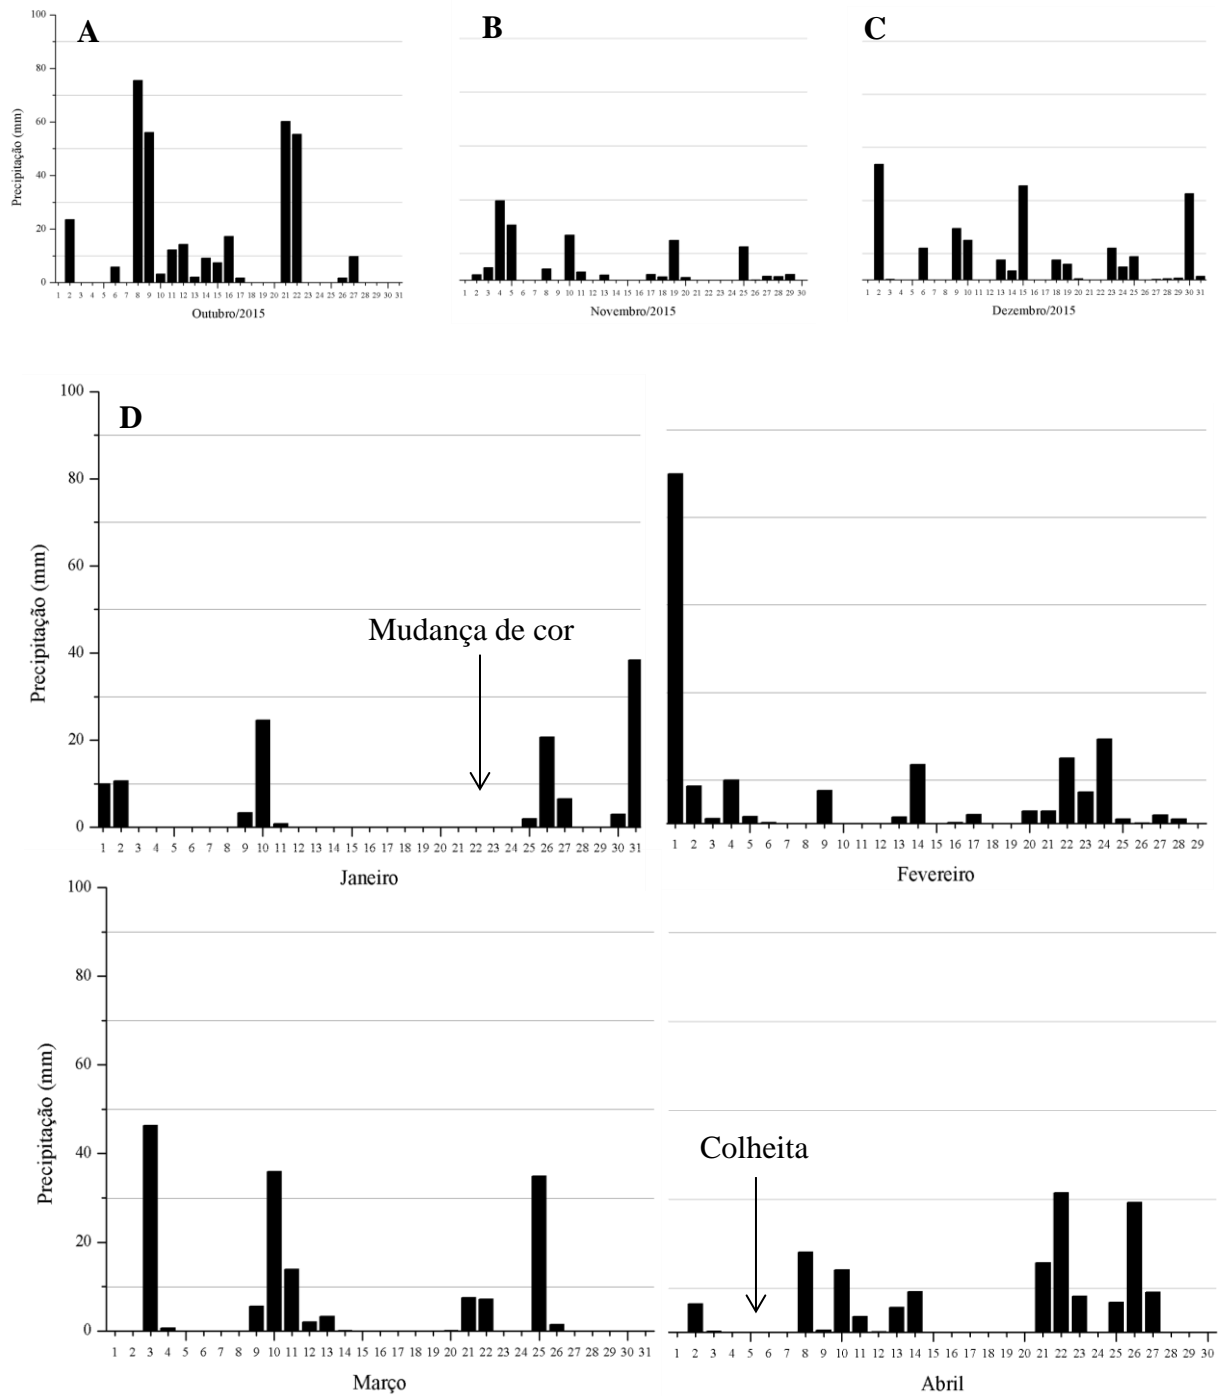 A
B
C
100
80
60
40
20
0
Precipitação (mm)
1 2 3 4 5 6 7 8 9 10 11 12 13 14 15 16 17 18 19 20 21 22 23 24 25 26 27 28 29 30 31
Outubro/2015
1 2 3 4 5 6 7 8 9 10 11 12 13 14 15 16 17 18 19 20 21 22 23 24 25 26 27 28 29 30
Novembro/2015
1 2 3 4 5 6 7 8 9 10 11 12 13 14 15 16 17 18 19 20 21 22 23 24 25 26 27 28 29 30 31
Dezembro/2015
D
100
80
60
40
20
0
Precipitação (mm)
Mudança de cor
1 2 3 4 5 6 7 8 9 10 11 12 13 14 15 16 17 18 19 20 21 22 23 24 25 26 27 28 29 30 31
Janeiro
1 2 3 4 5 6 7 8 9 10 11 12 13 14 15 16 17 18 19 20 21 22 23 24 25 26 27 28 29
Fevereiro
100
80
60
40
20
0
Precipitação (mm)
1 2 3 4 5 6 7 8 9 10 11 12 13 14 15 16 17 18 19 20 21 22 23 24 25 26 27 28 29 30 31
Março
Colheita
1 2 3 4 5 6 7 8 9 10 11 12 13 14 15 16 17 18 19 20 21 22 23 24 25 26 27 28 29 30
Abril